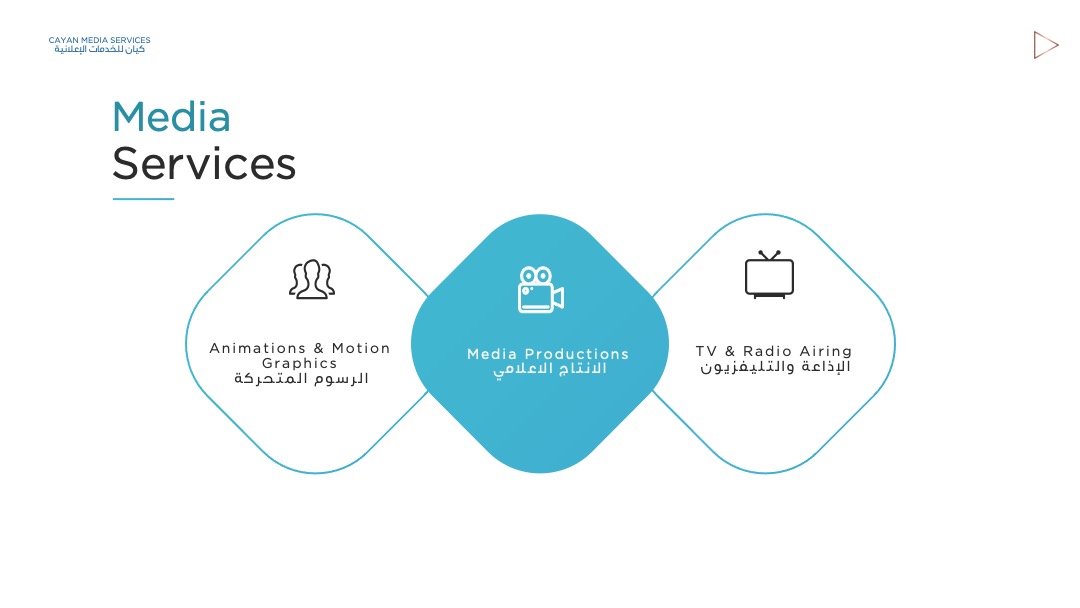 CAYAN MEDIA SERVICES
كيان للخدمات الإعلانية
Media
Services
Animations & Motion
Graphics
الرسوم المتحركة
Media Productions
الانتاج الاعلامي
TV & Radio Airing
الإذاعة والتليفزيون